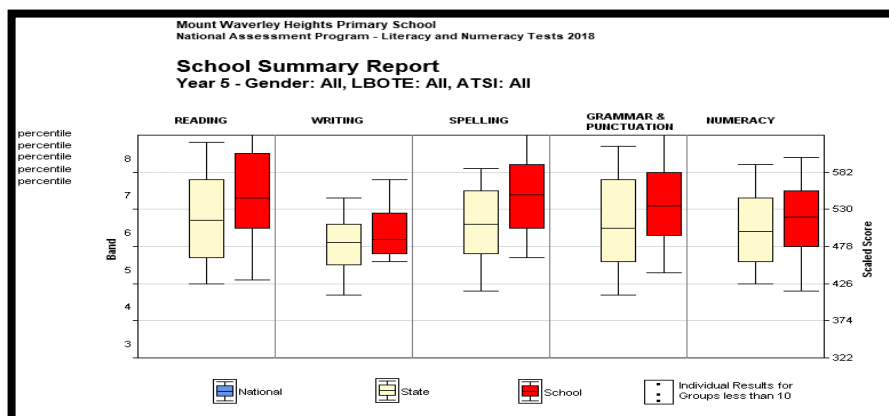 Mount Waverley Heights Primary School
National Assessment Program - Literacy and Numeracy Tests 2018
School Summary Report
Year 5 - Gender: All, LBOTE: All, ATSI: All
READING
WRITING
SPELLING
GRAMMAR &
PUNCTUATION
NUMERACY
percentile
percentile
percentile
percentile
percentile
Band
8
7
6
5
4
3
582
530
478
426
374
322
Scaled Score
National
State
School
Individual Results for
Groups less than 10